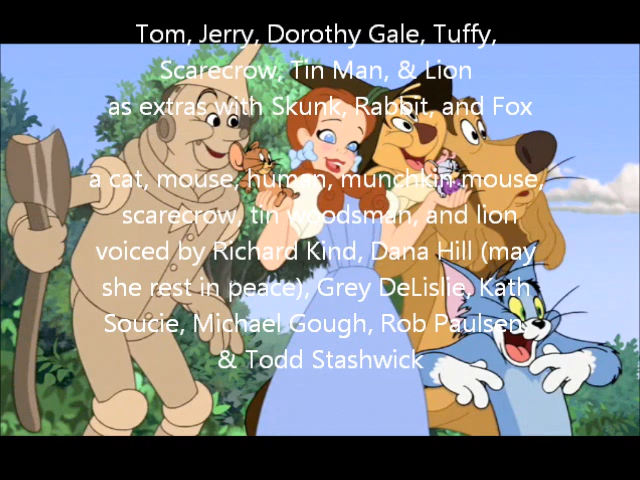 Tom, Jerry, Dorothy Gale, Tuffy,
Scarecrow, Tin Man, & Lion
as extras with Skunk, Rabbit, and Fox
a cat, mouse, human, munchkin mouse,
scarecrow, tin woodsman, and lion
voiced by Richard Kind, Dana Hill (may
she rest in peace), Grey DeLislie, Kath
Soucie, Michael Gough, Rob Paulsen,
& Todd Stashwick